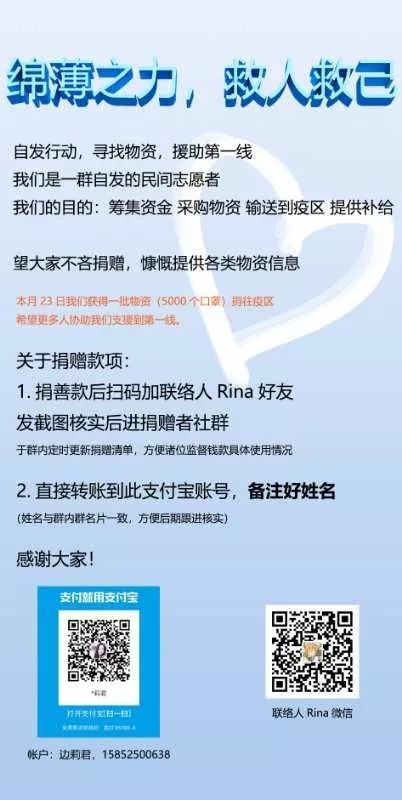 绵薄之力，救人救己
自发行动，寻找物资，援助第一线
我们是一群自发的民间志愿者
我们的目的：筹集资金 采购物资 输送到疫区 提供补给
望大家不吝捐赠，慷慨提供各类物资信息
本月 23 日我们获得一批物资（5000 个口罩）捐往疫区
希望更多人协助我们支援到第一线。
关于捐赠款项：
1. 捐善款后扫码加联络人 Rina 好友
发截图核实后进捐赠者社群
于群内定时更新捐赠清单，方便诸位监督钱款具体使用情况
2. 直接转账到此支付宝账号，备注好姓名
(姓名与群内群名片一致，方便后期跟进核实)
感谢大家！
支付就用支付宝
*莉君
打开支付宝[扫一扫]
联络人 Rina 微信
帐户：边莉君，15852500638